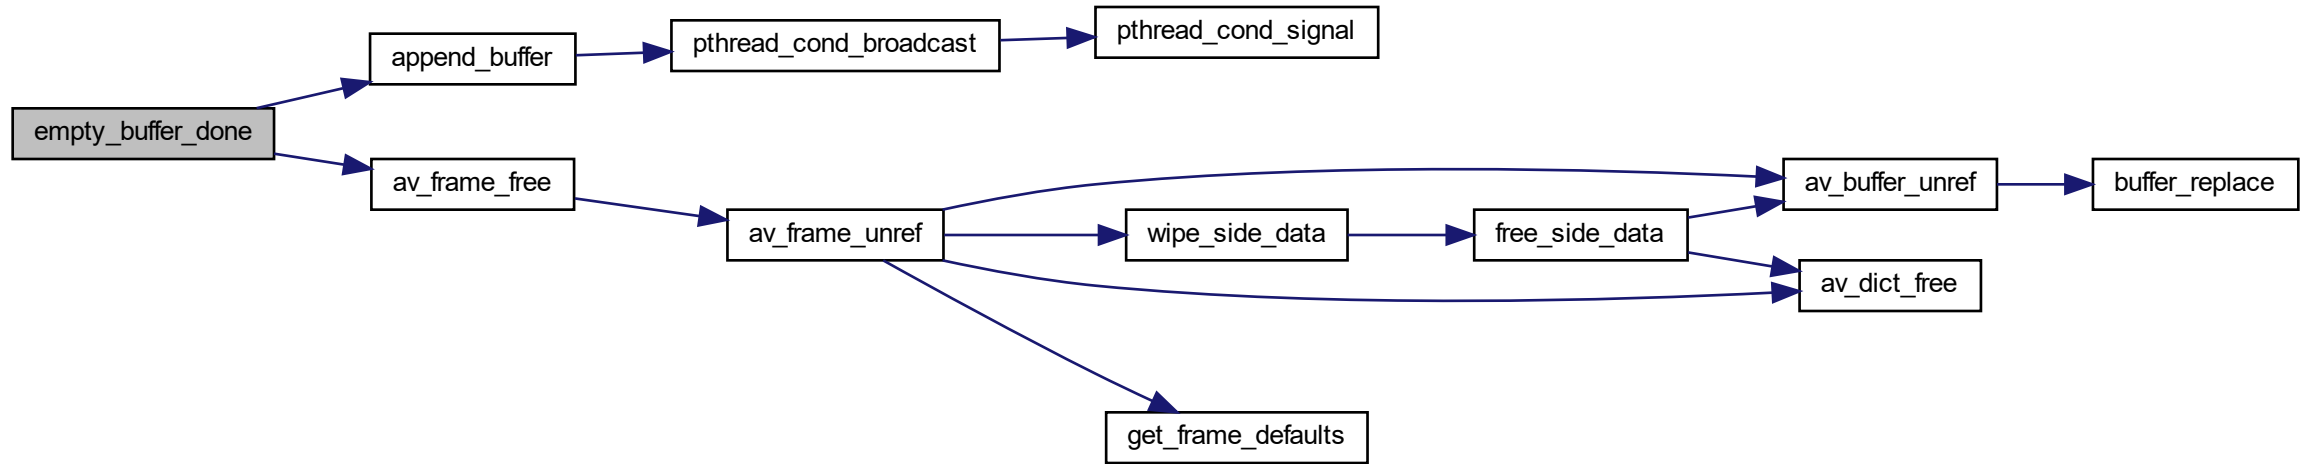 pthread_cond_signal
pthread_cond_broadcast
append_buffer
empty_buffer_done
av_frame_free
av_buffer_unref
buffer_replace
av_frame_unref
wipe_side_data
free_side_data
av_dict_free
get_frame_defaults